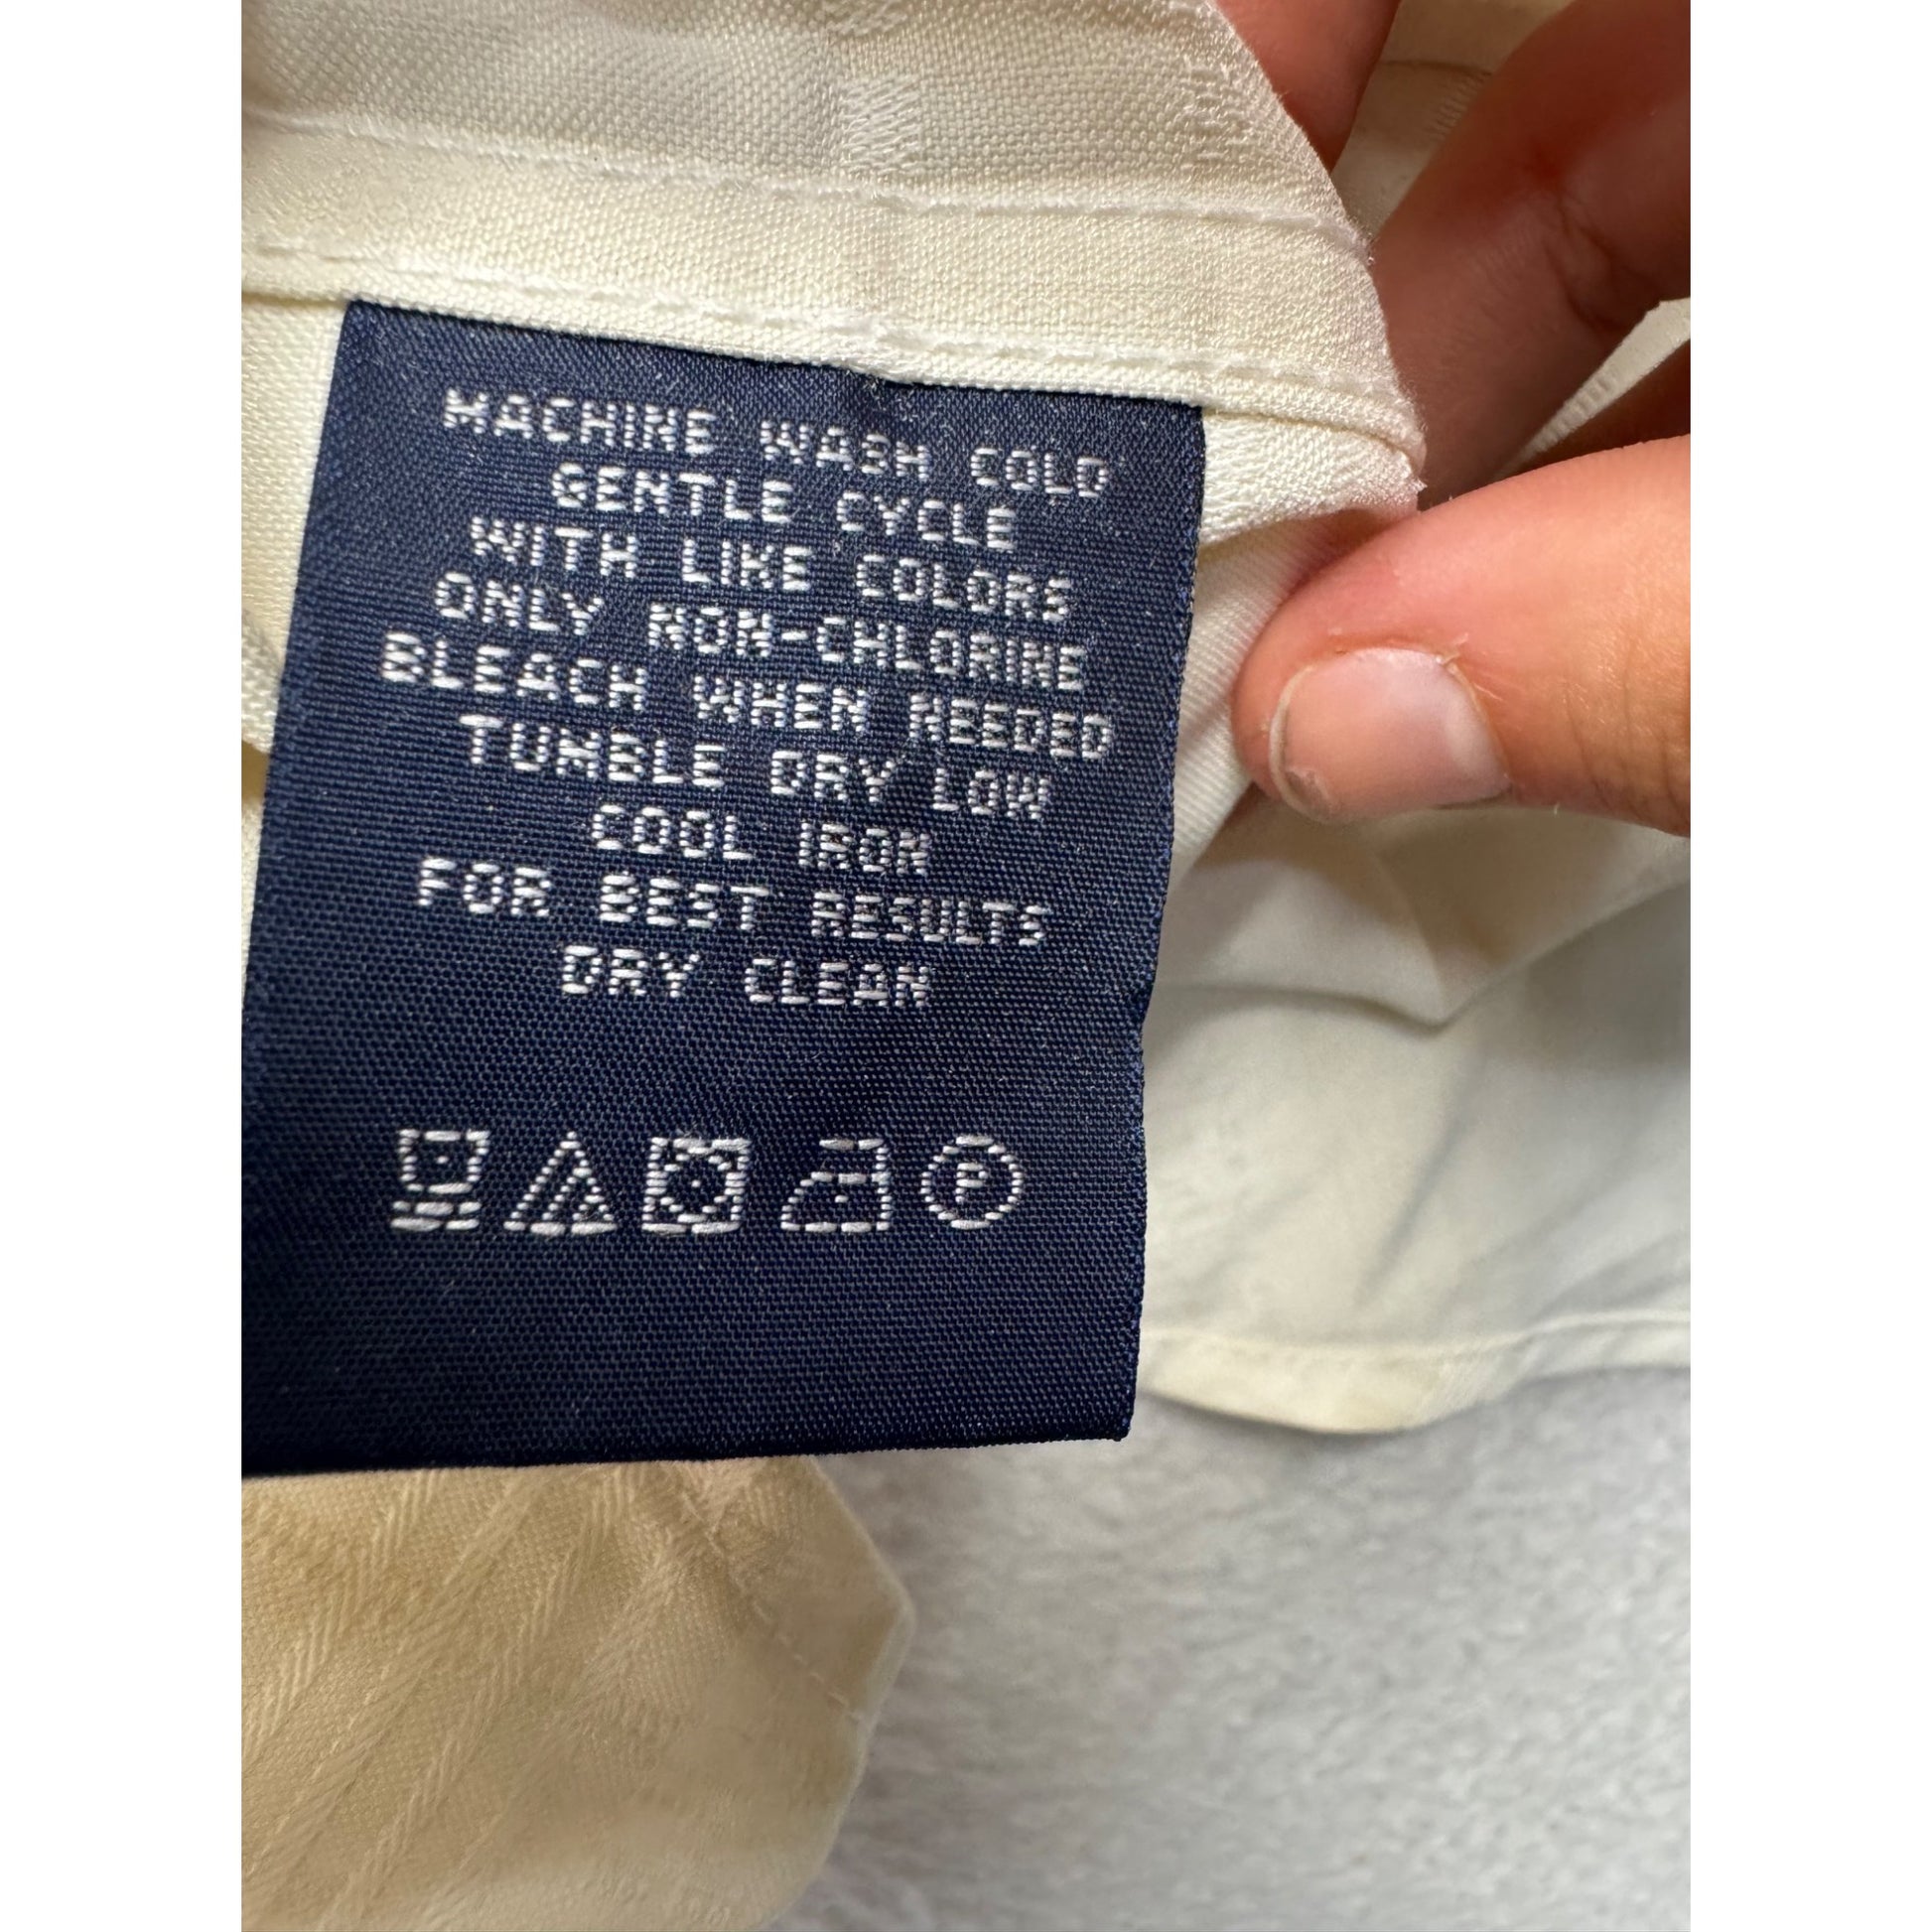 MACHINE WASH COLD
GENTLE CYCLE
WITH LIKE COLORS
ONLY NON-CHLORINE
BLEACH WHEN NEEDED
TUMBLE DRY LOW
COOL IRON
FOR BEST RESULTS
DRY CLEAN
P